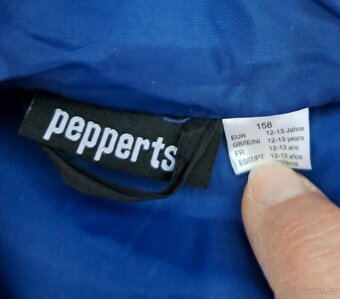 pepperts
158
EUR 12-13 Jahre
GB/IE/NI 12-13 years
FR 12-13 ans
ES/IT/PT 12-13 años